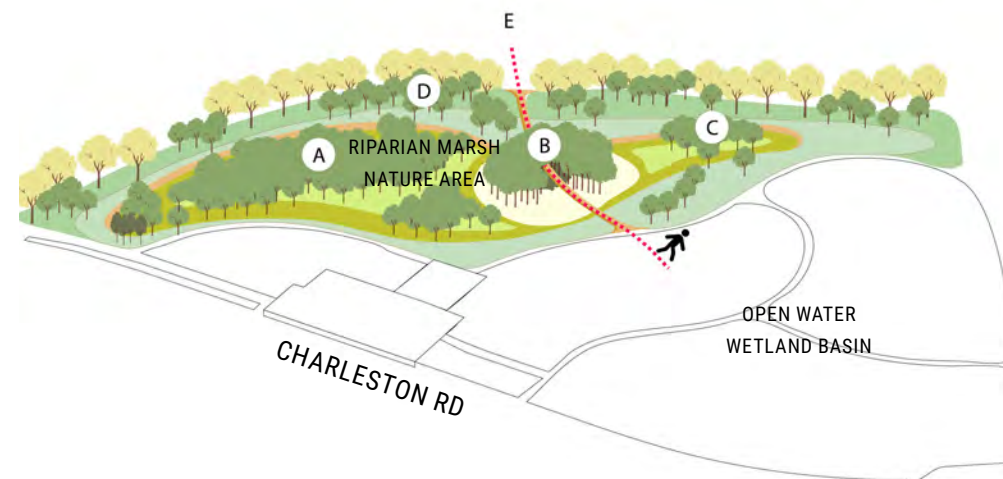 E
D
C
B
A
RIPARIAN MARSH
NATURE AREA
OPEN WATER
WETLAND BASIN
CHARLESTON RD